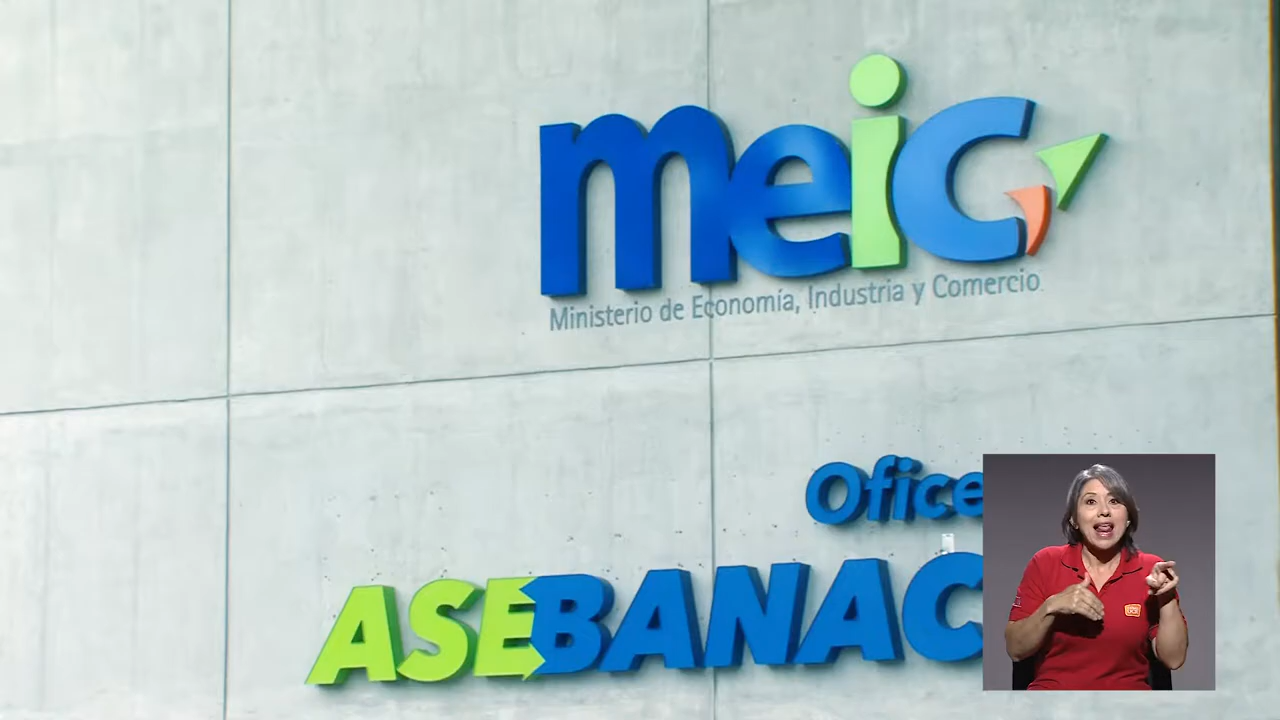 meic
Ministerio de Economía, Industria y Comercio
Ofice
ASEBANAC